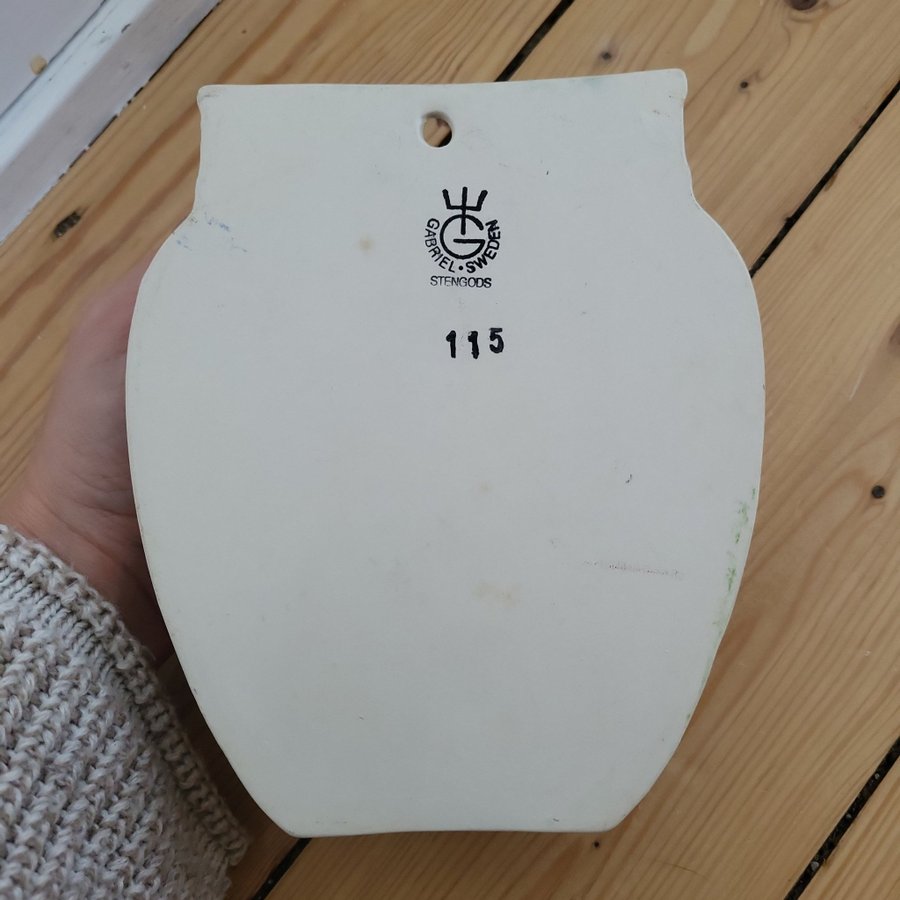 G
GABRIEL • SWEDEN
STENGODS
115